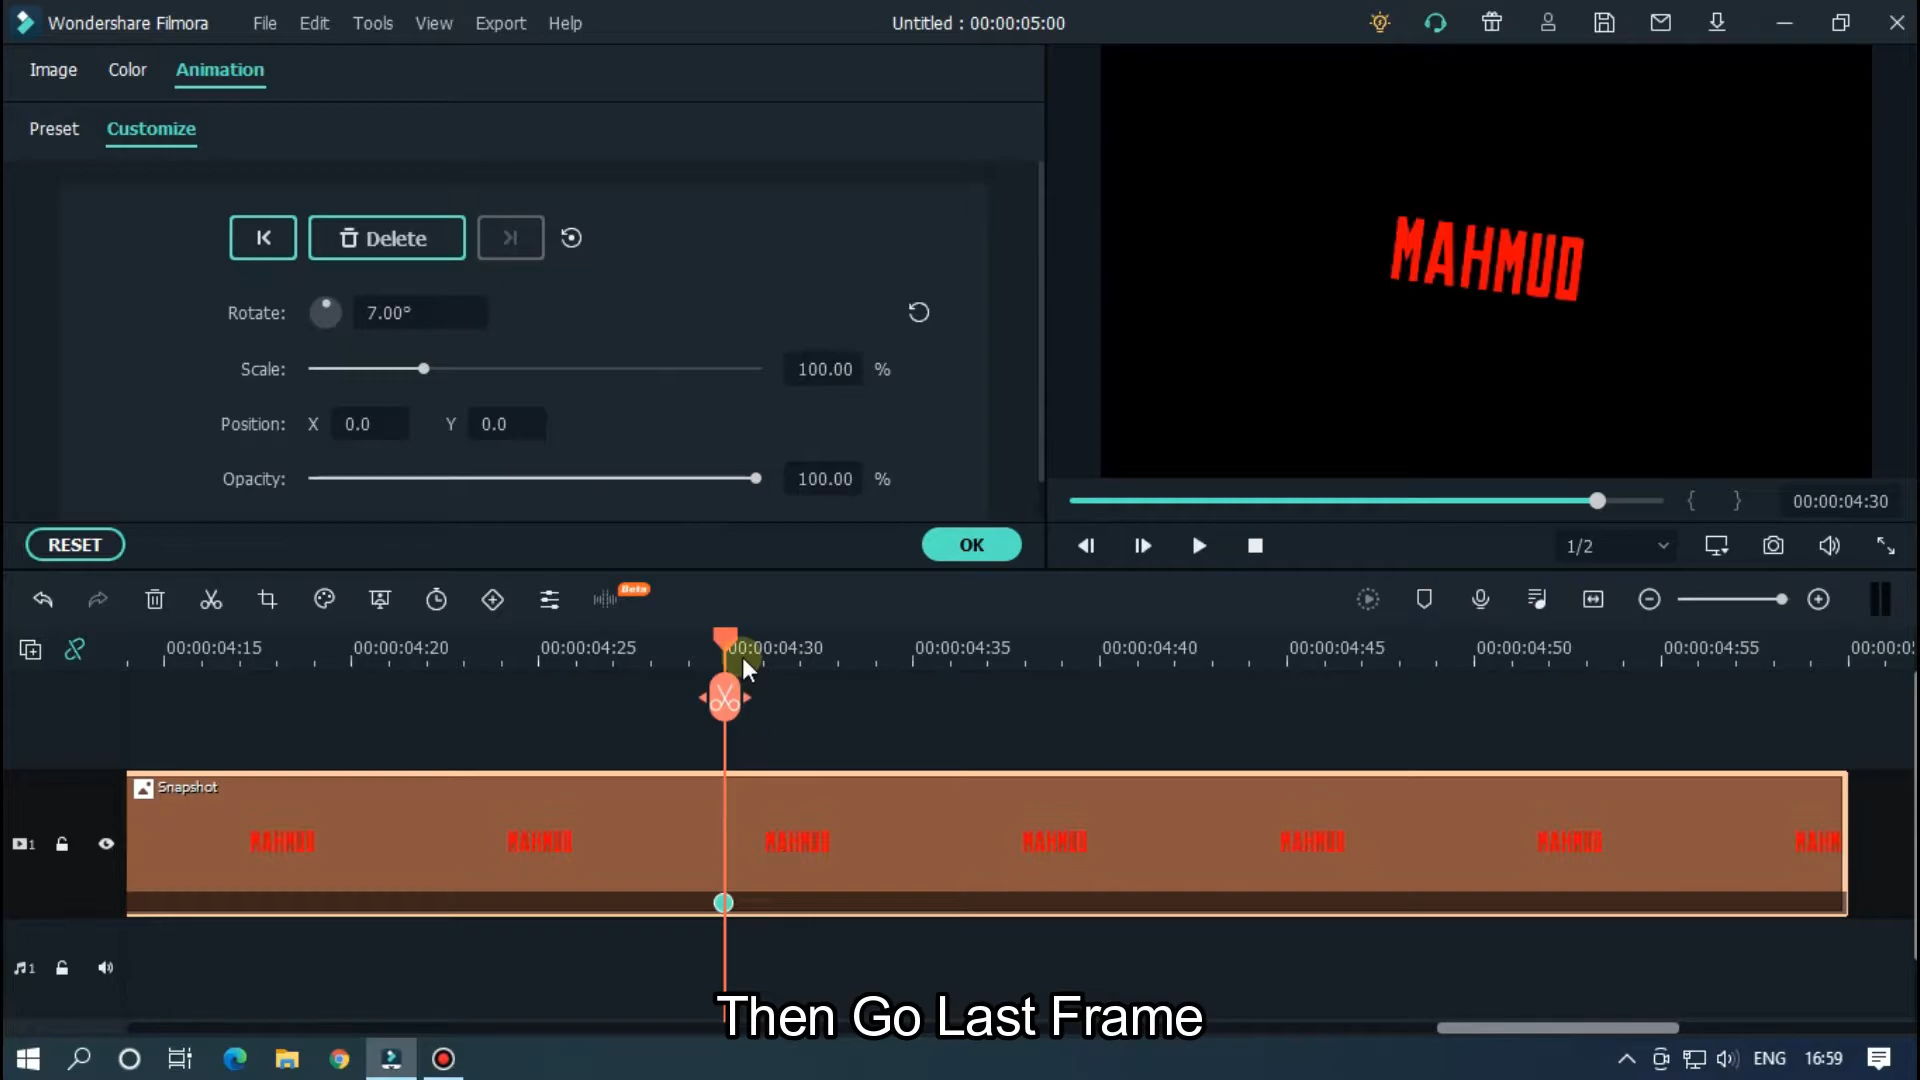 Wondershare Filmora File Edit Tools View Export Help Untitled : 00:00:05:00
Image Color Animation
Preset Customize
Delete
Rotate: 7.00°
Scale: 100.00 %
Position: X 0.0 Y 0.0
Opacity: 100.00 %
RESET OK
MAHMUD
{ } 00:00:04:30
1/2
Beta
00:00:04:15 00:00:04:20 00:00:04:25 00:00:04:30 00:00:04:35 00:00:04:40 00:00:04:45 00:00:04:50 00:00:04:55 00:00:0
Snapshot
MAHMUD MAHMUD MAHMUD MAHMUD MAHMUD MAHMUD MAHM
1
1
Then Go Last Frame
ENG 16:59